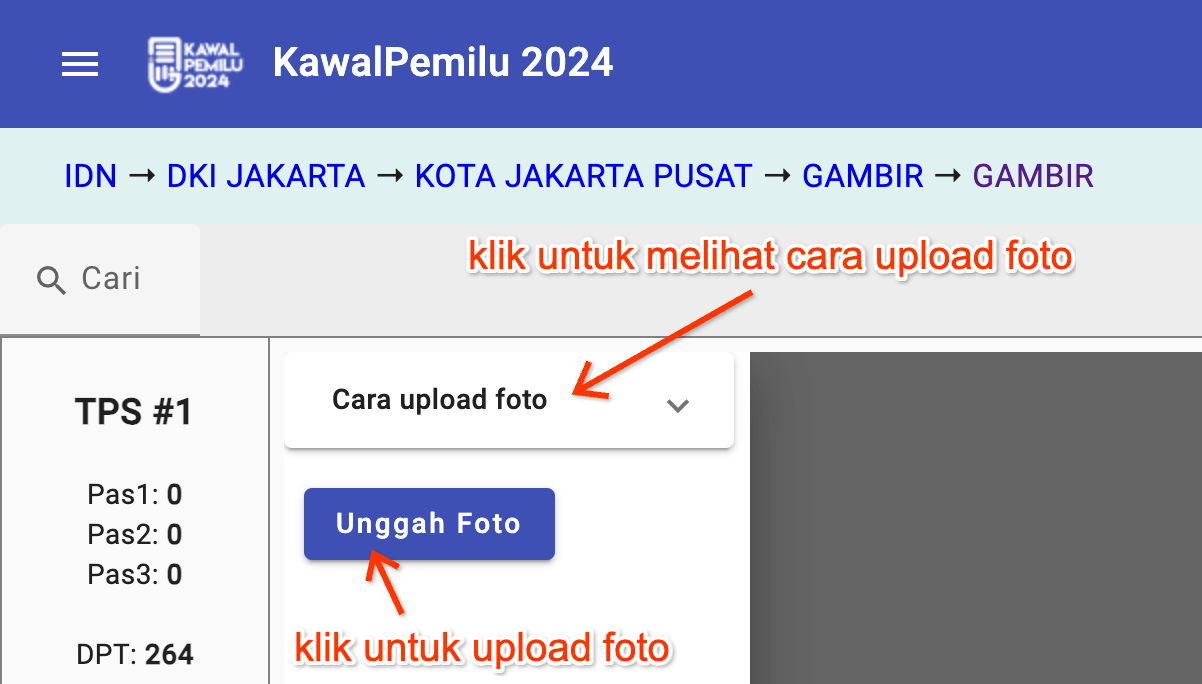 KAWAL
PEMILU
2024
KawalPemilu 2024
IDN → DKI JAKARTA → KOTA JAKARTA PUSAT → GAMBIR → GAMBIR
klik untuk melihat cara upload foto
Cari
Cara upload foto
TPS #1
Pas1: 0
Pas2: 0
Pas3: 0
DPT: 264
Unggah Foto
klik untuk upload foto